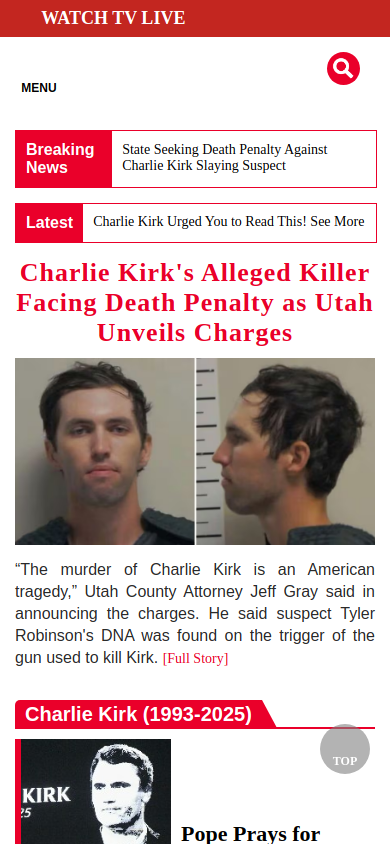 WATCH TV LIVE
MENU
Breaking
News
State Seeking Death Penalty Against
Charlie Kirk Slaying Suspect
Latest
Charlie Kirk Urged You to Read This! See More
Charlie Kirk's Alleged Killer
Facing Death Penalty as Utah
Unveils Charges
“The murder of Charlie Kirk is an American
tragedy,” Utah County Attorney Jeff Gray said in
announcing the charges. He said suspect Tyler
Robinson's DNA was found on the trigger of the
gun used to kill Kirk. [Full Story]
Charlie Kirk (1993-2025)
TOP
KIRK
25
Pope Prays for